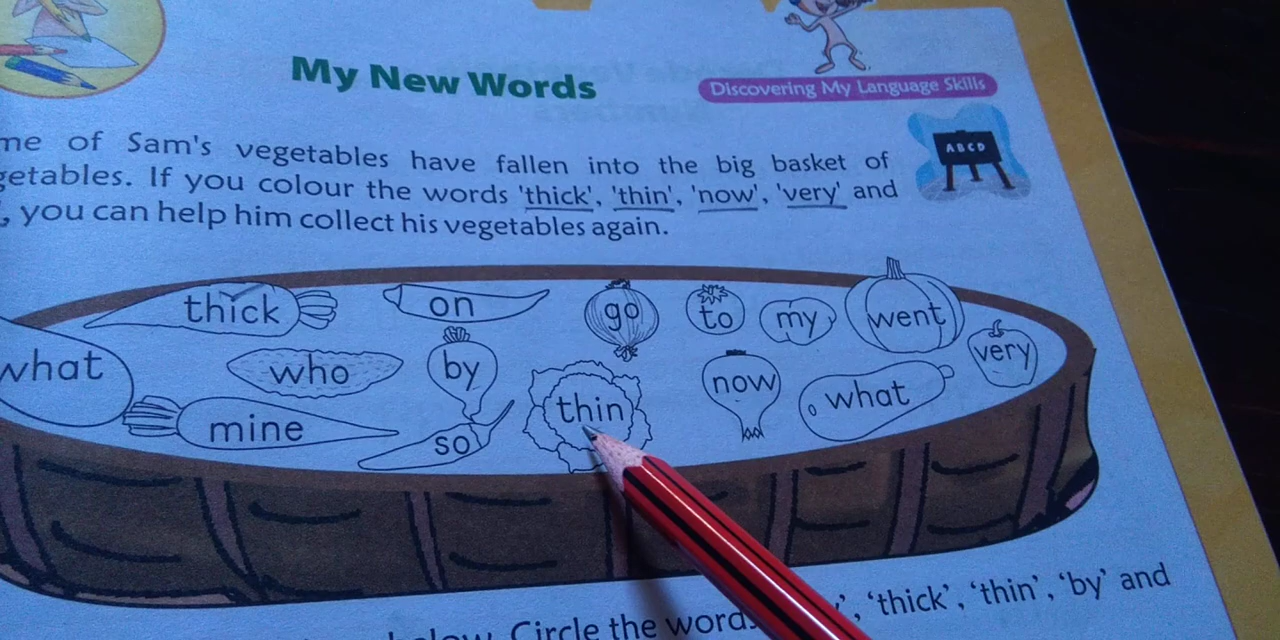 My New Words
Discovering My Language Skills
ABCD
of Sam's vegetables have fallen into the big basket of
If you colour the words 'thick', 'thin', 'now', 'very' and
you can help him collect his vegetables again.
thick on go to my went
what who by now very
mine so thin what
Circle the words 'thick', 'thin', 'by' and